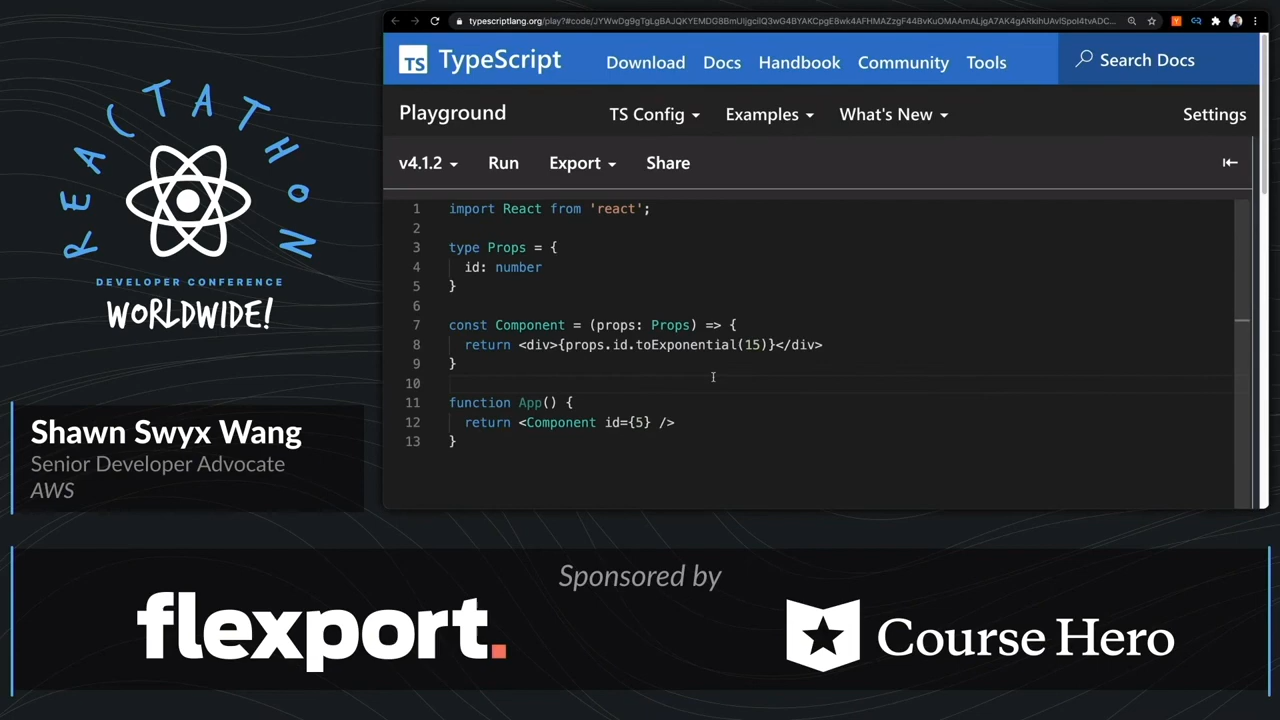 REACTATHON
DEVELOPER CONFERENCE
WORLDWIDE!
Shawn Swyx Wang
Senior Developer Advocate
AWS
TS TypeScript
Download Docs Handbook Community Tools
Search Docs
Playground
TS Config Examples What's New
Settings
v4.1.2 Run Export Share
1 import React from 'react';
2
3 type Props = {
4 id: number
5 }
6
7 const Component = (props: Props) => {
8 return <div>{props.id.toExponential(15)}</div>
9 }
10
11 function App() {
12 return <Component id={5} />
13 }
Sponsored by
flexport.
Course Hero